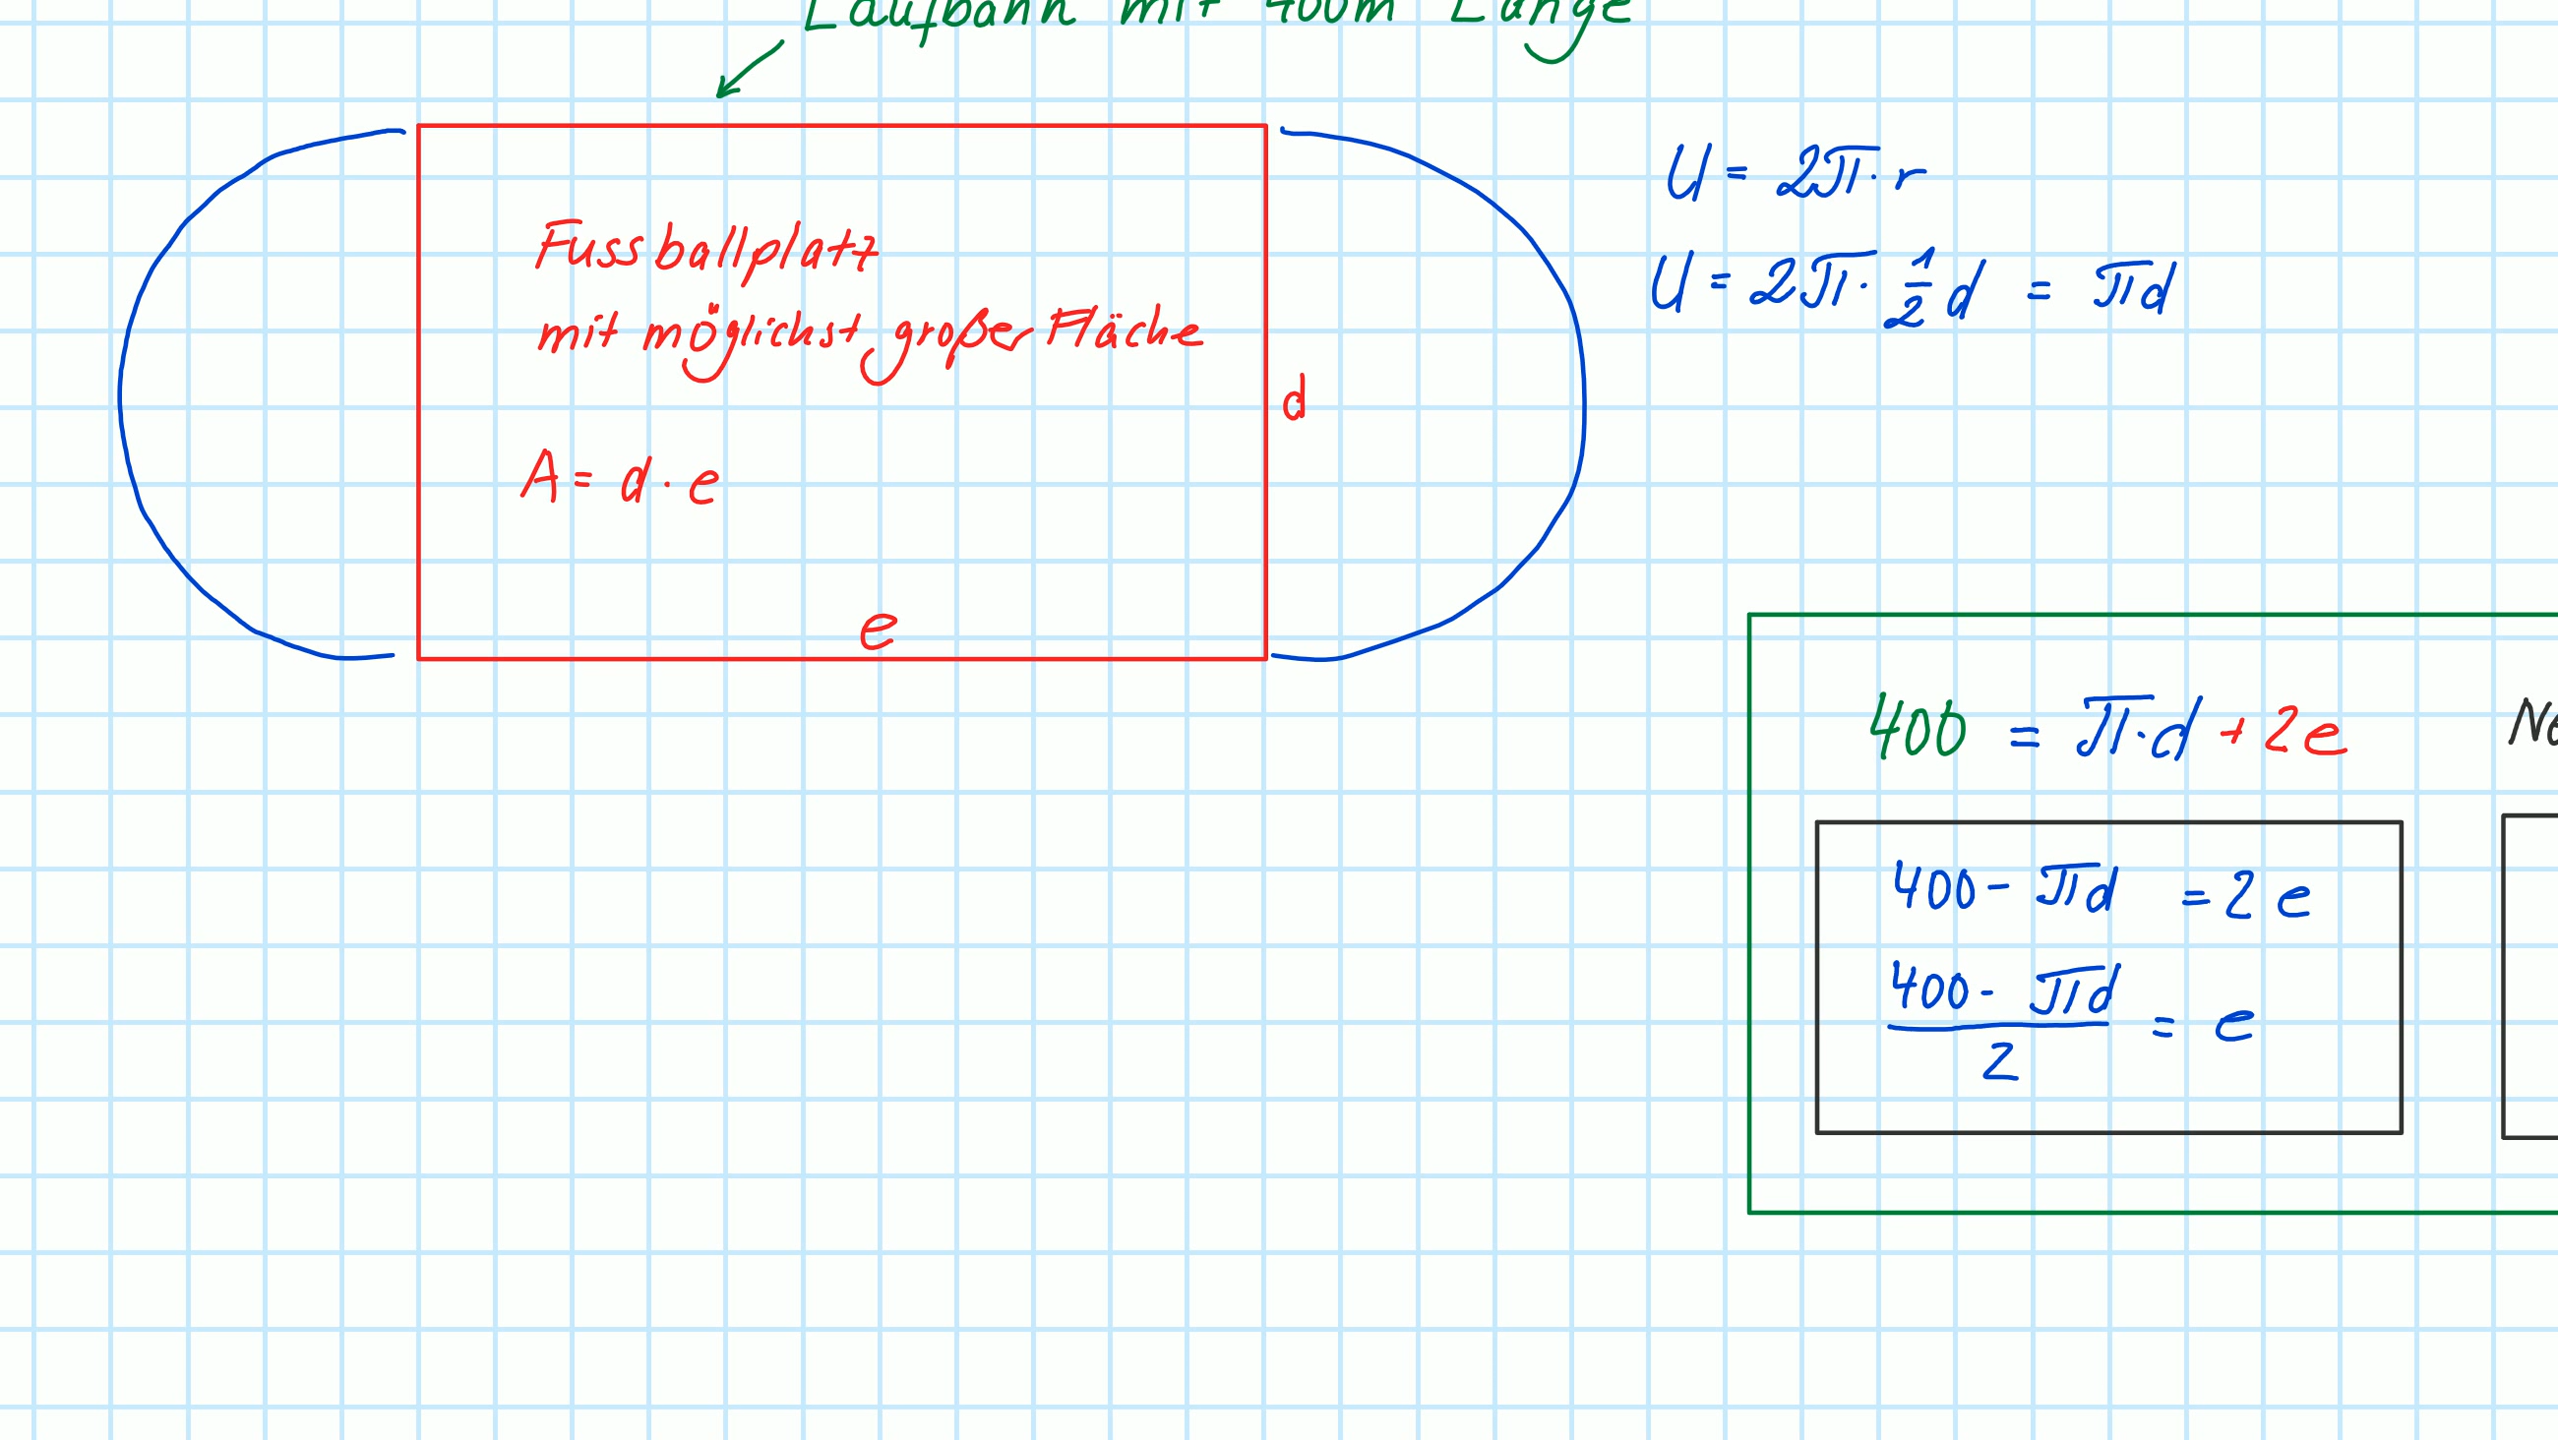 Laufbahn mit 400m Länge
Fussballplatz
mit möglichst großer Fläche
d
A = d · e
e
U = 2π · r
U = 2π · 1/2 d = πd
400 = π · d + 2e
400 - πd = 2e
(400 - πd)/2 = e